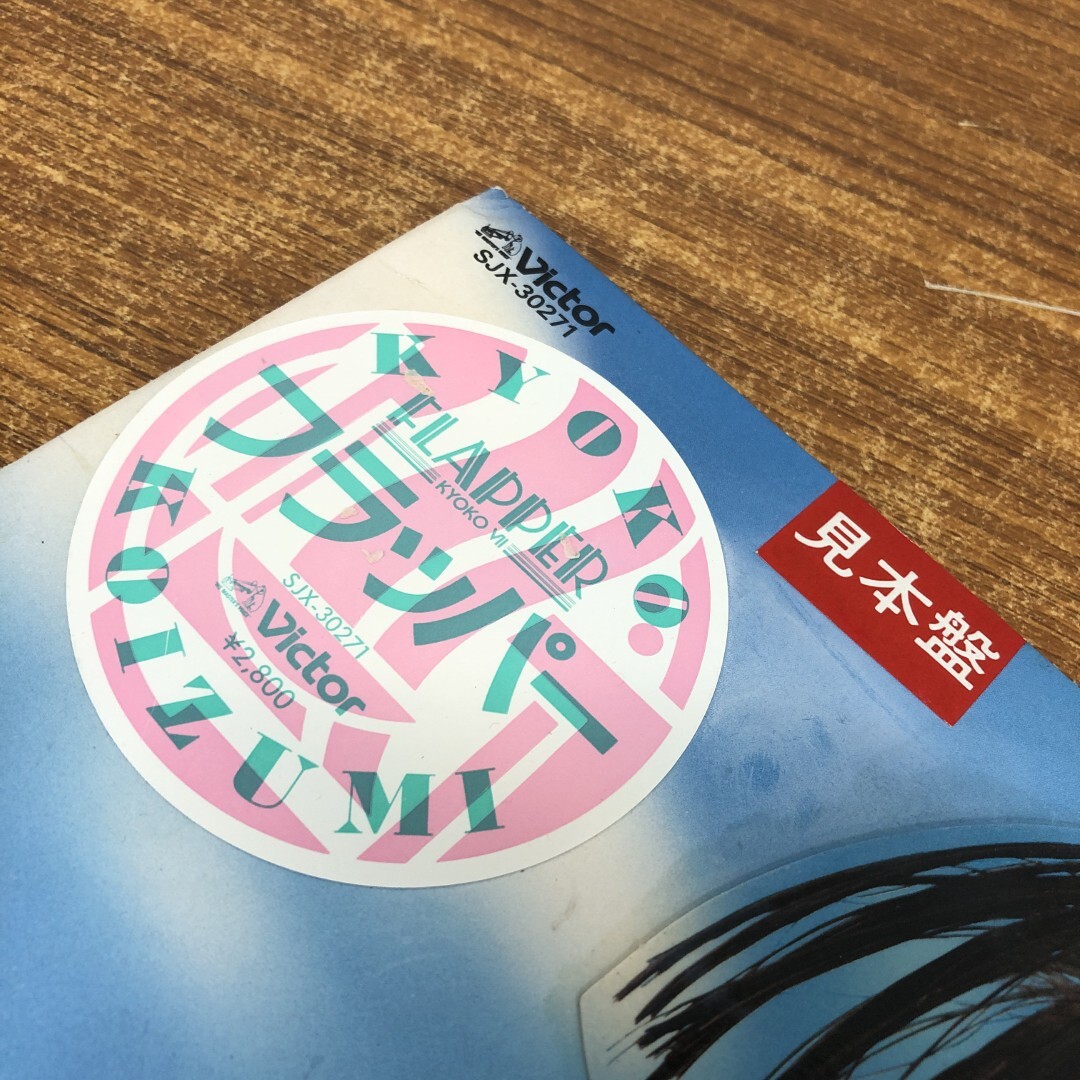 Victor
SJX-30271
見本盤
KYOKO
KOIZUMI
FLAPPER
KYOKO VII
フラッパー
SJX-30271
Victor
¥2,800